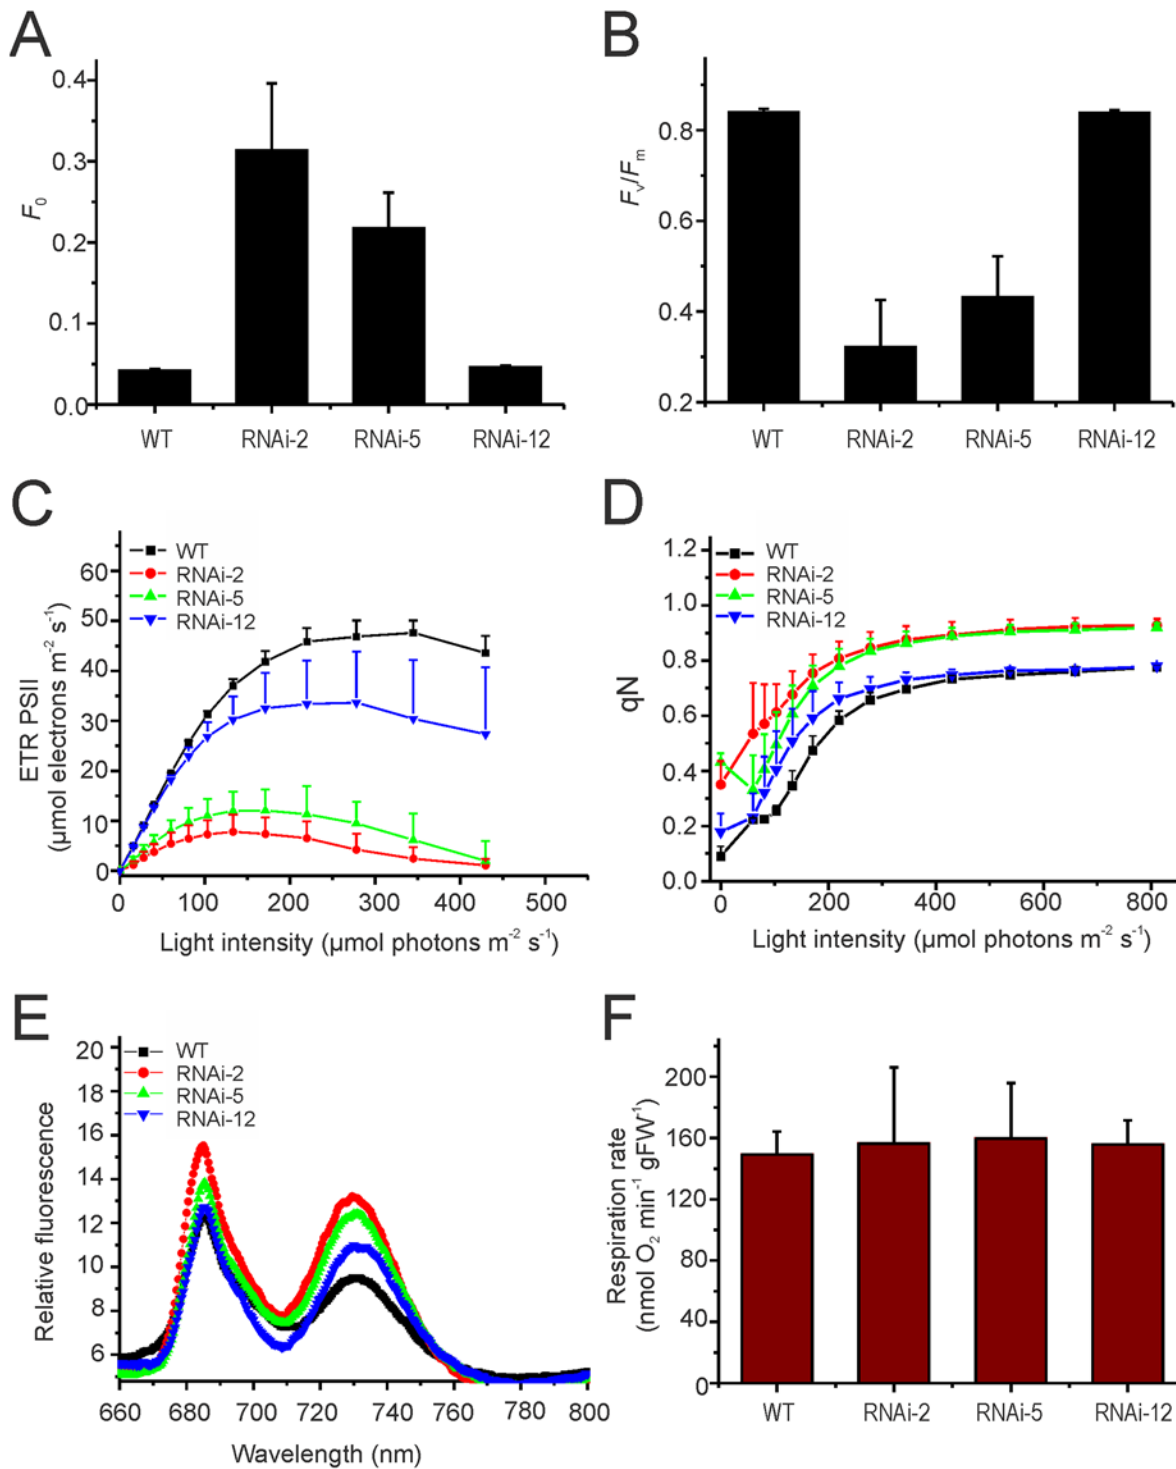 A
F0
0.4
0.3
0.2
0.1
0.0
WT RNAi-2 RNAi-5 RNAi-12
B
Fv/Fm
0.8
0.6
0.4
0.2
WT RNAi-2 RNAi-5 RNAi-12
C
ETR PSII
(µmol electrons m-2 s-1)
WT
RNAi-2
RNAi-5
RNAi-12
60
50
40
30
20
10
0
0 100 200 300 400 500
Light intensity (µmol photons m-2 s-1)
D
qN
WT
RNAi-2
RNAi-5
RNAi-12
1.2
1.0
0.8
0.6
0.4
0.2
0.0
0 200 400 600 800
Light intensity (µmol photons m-2 s-1)
E
Relative fluorescence
WT
RNAi-2
RNAi-5
RNAi-12
20
18
16
14
12
10
8
6
660 680 700 720 740 760 780 800
Wavelength (nm)
F
Respiration rate
(nmol O2 min-1 gFW-1)
200
160
120
80
40
0
WT RNAi-2 RNAi-5 RNAi-12